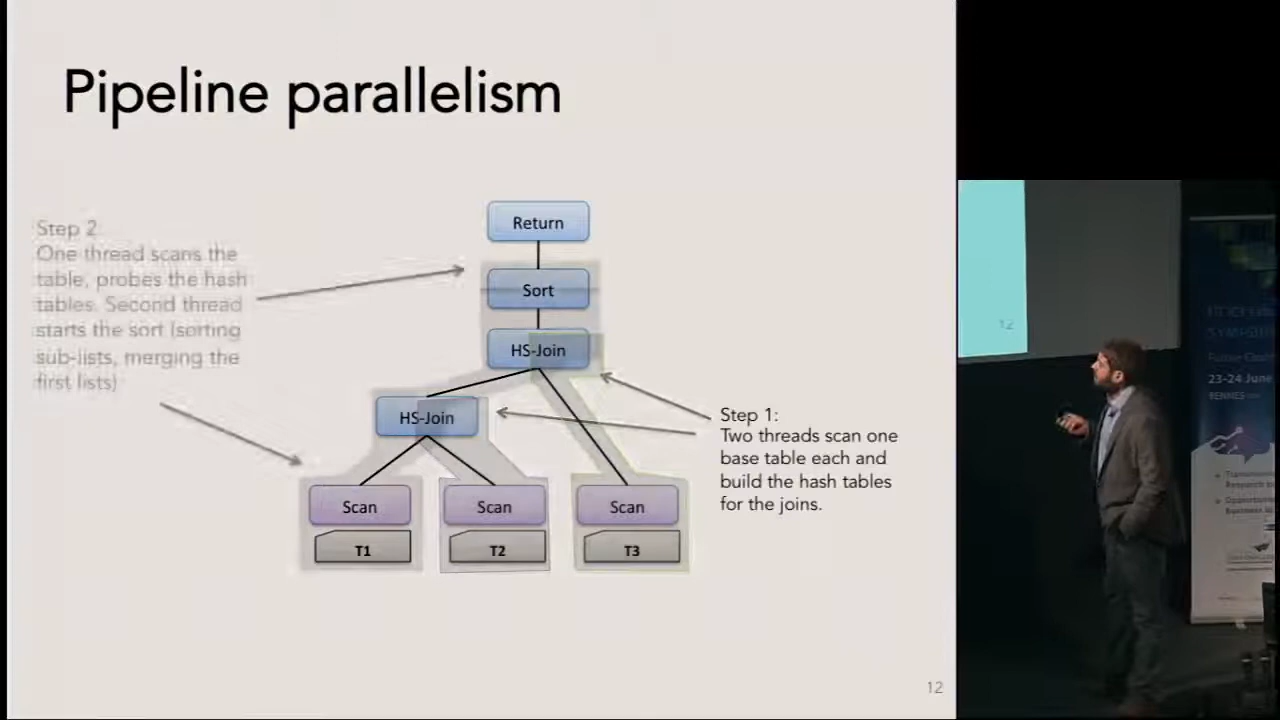 Pipeline parallelism
Step 2
One thread scans the
table, probes the hash
tables. Second thread
starts the sort (sorting
sub-lists, merging the
first lists)
Return
Sort
HS-Join
HS-Join
Scan
Scan
Scan
T1
T2
T3
Step 1:
Two threads scan one
base table each and
build the hash tables
for the joins.
12
12
23-24 June
RENNES